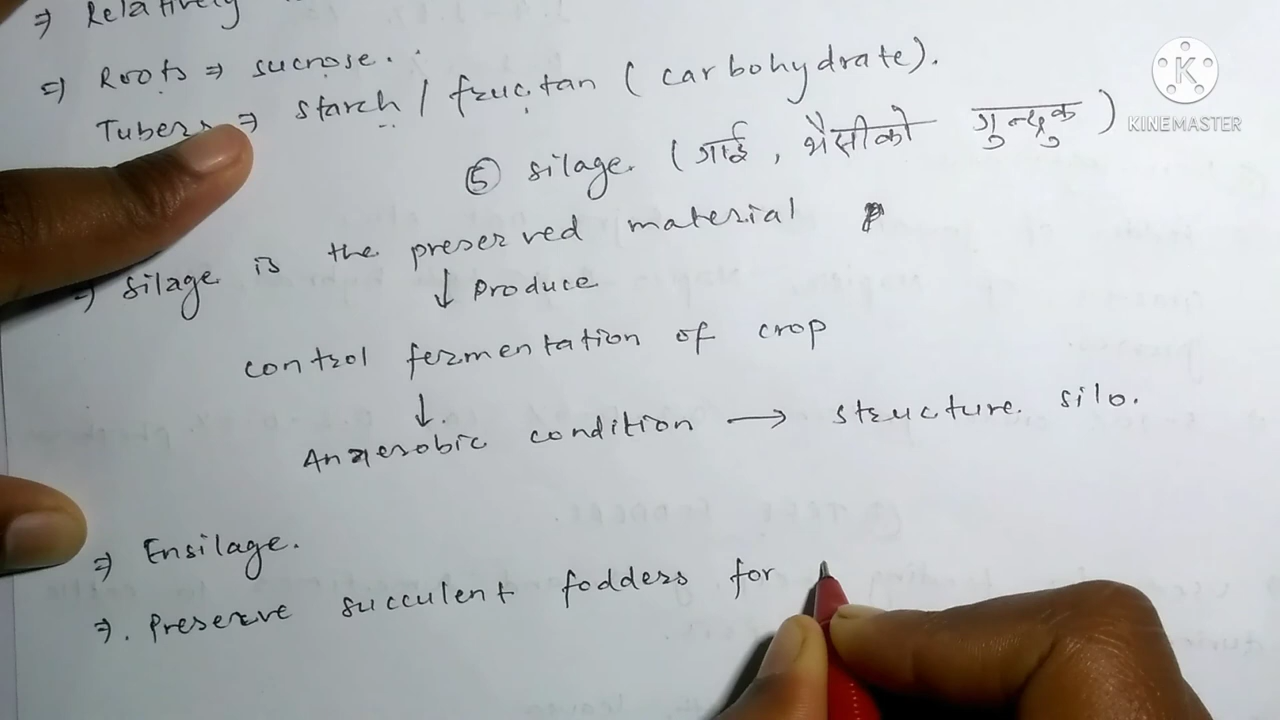 ⇒ Relatively
⇒ Roots ⇒ sucrose.
Tubers ⇒ starch / fructan (carbohydrate).
⑤ silage. (गाई, भैसीको गुन्द्रुक)
⇒ silage is the preserved material
↓ produce
control fermentation of crop
↓
Anaerobic condition → structure silo.
⇒ Ensilage.
⇒. Preserve succulent fodders for
KINEMASTER